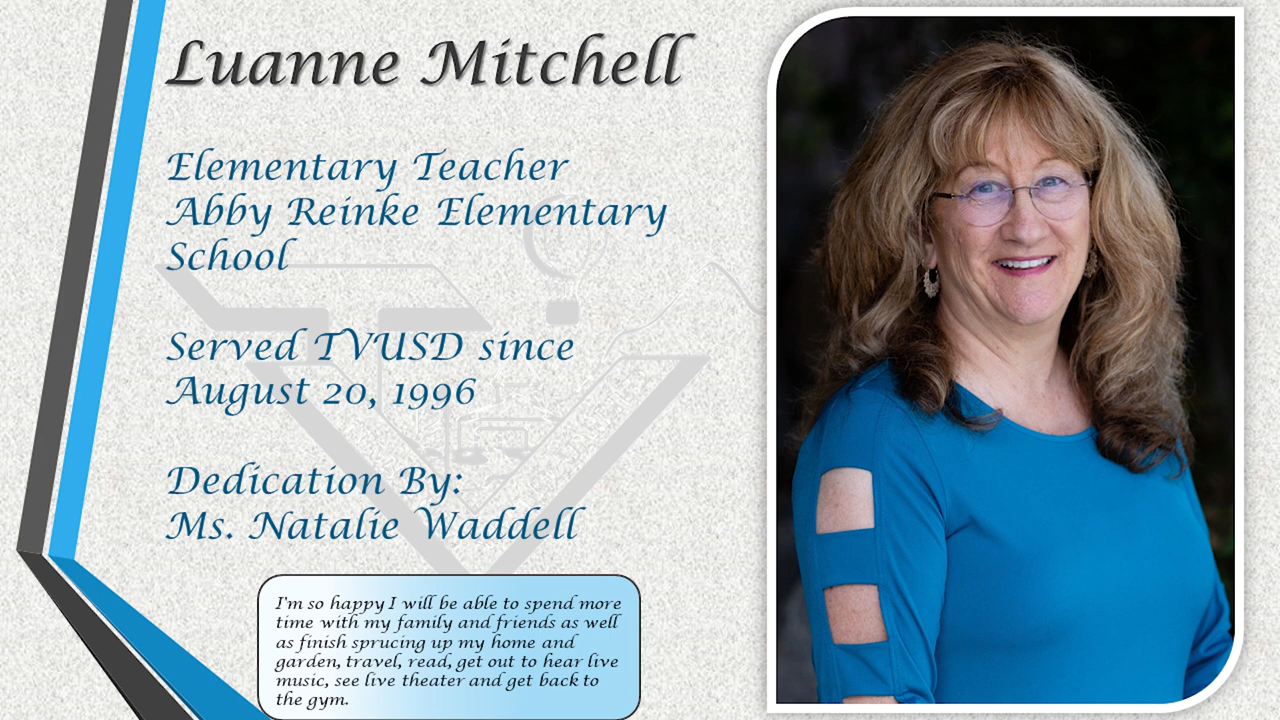 Luanne Mitchell
Elementary Teacher
Abby Reinke Elementary
School
Served TVUSD since
August 20, 1996
Dedication By:
Ms. Natalie Waddell
I'm so happy I will be able to spend more
time with my family and friends as well
as finish sprucing up my home and
garden, travel, read, get out to hear live
music, see live theater and get back to
the gym.